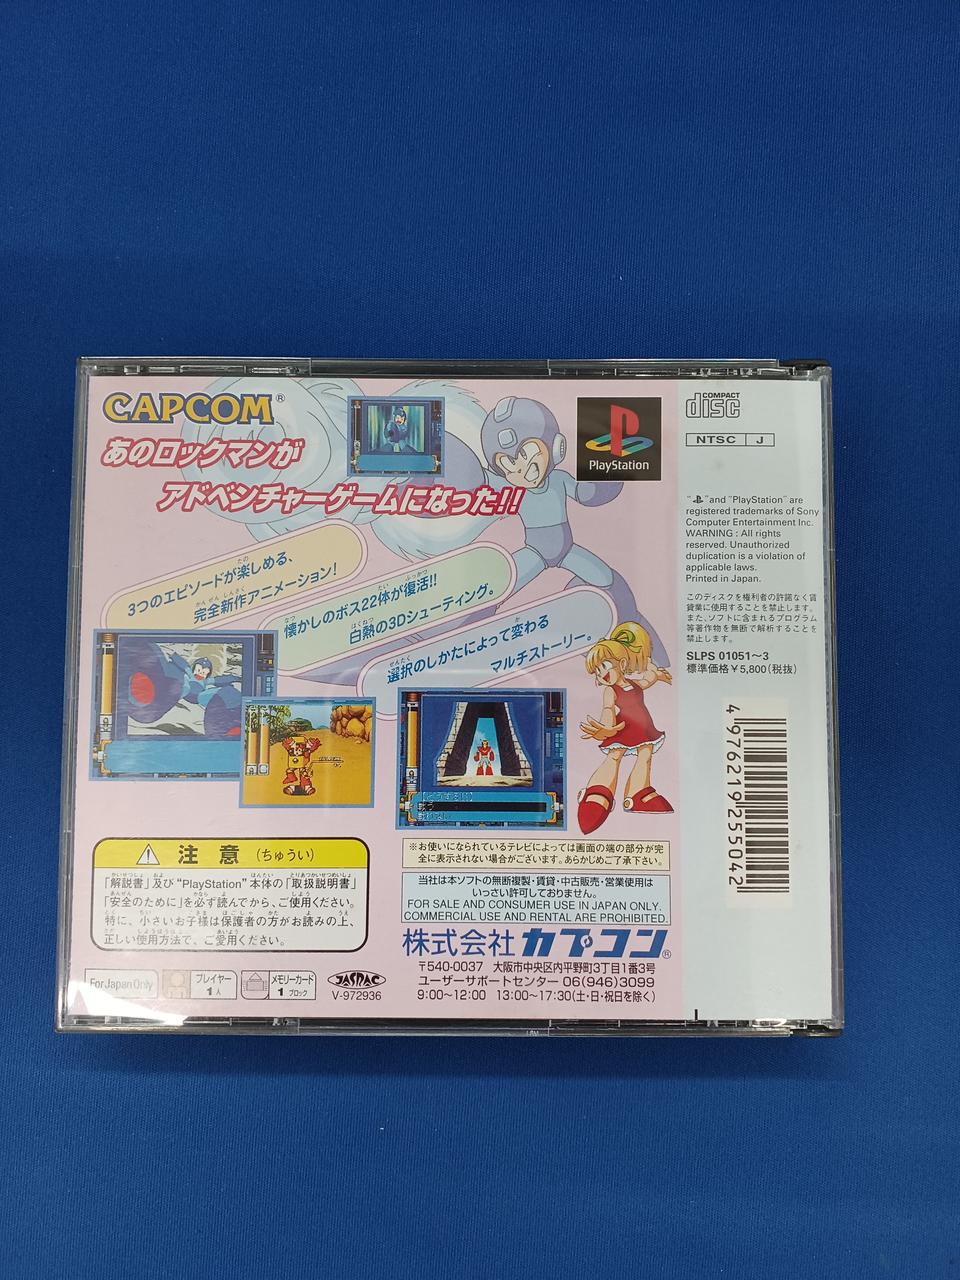 CAPCOM®
あのロックマンが
アドベンチャーゲームになった!!
PlayStation
COMPACT
disc
NTSC J
"PS" and "PlayStation" are
registered trademarks of Sony
Computer Entertainment Inc.
WARNING : All rights
reserved. Unauthorized
duplication is a violation of
applicable laws.
Printed in Japan.
このディスクを権利者の許諾なく賃
貸業に使用することを禁止します。
また、ソフトに含まれるプログラム
等著作物を無断で解析することを
禁止します。
SLPS 01051〜3
標準価格￥5,800(税抜)
4 976219 255042
3つのエピソードが楽しめる、
完全新作アニメーション!
懐かしのボス22体が復活!!
白熱の3Dシューティング。
選択のしかたによって変わる
マルチストーリー。
注意(ちゅうい)
「解説書」及び"PlayStation"本体の「取扱説明書」
「安全のために」を必ず読んでから、ご使用ください。
特に、小さいお子様は保護者の方がお読みの上、
正しい使用方法で、ご愛用ください。
For Japan Only
プレイヤー
1人
メモリーカード
1ブロック
JASRAC
V-972936
※お使いになられているテレビによっては画面の端の部分が完
全に表示されない場合がございます。あらかじめご了承下さい。
当社は本ソフトの無断複製・賃貸・中古販売・営業使用は
いっさい許可しておりません。
FOR SALE AND CONSUMER USE IN JAPAN ONLY.
COMMERCIAL USE AND RENTAL ARE PROHIBITED.
株式会社カプコン®
〒540-0037 大阪市中央区内平野町3丁目1番3号
ユーザーサポートセンター 06(946)3099
9:00〜12:00 13:00〜17:30(土・日・祝日を除く)